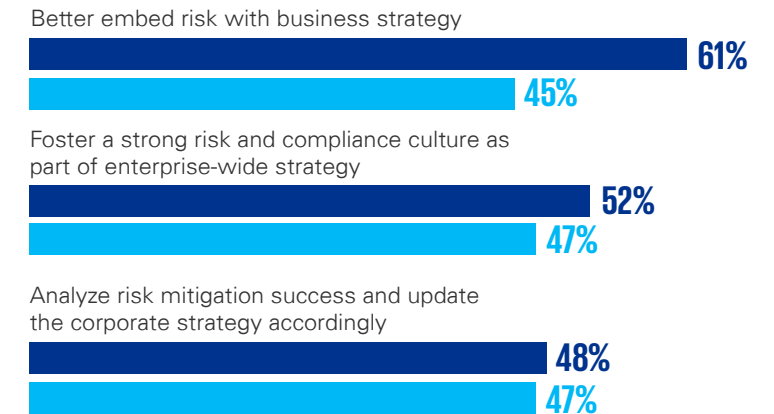 Better embed risk with business strategy
61%
45%
Foster a strong risk and compliance culture as
part of enterprise-wide strategy
52%
47%
Analyze risk mitigation success and update
the corporate strategy accordingly
48%
47%